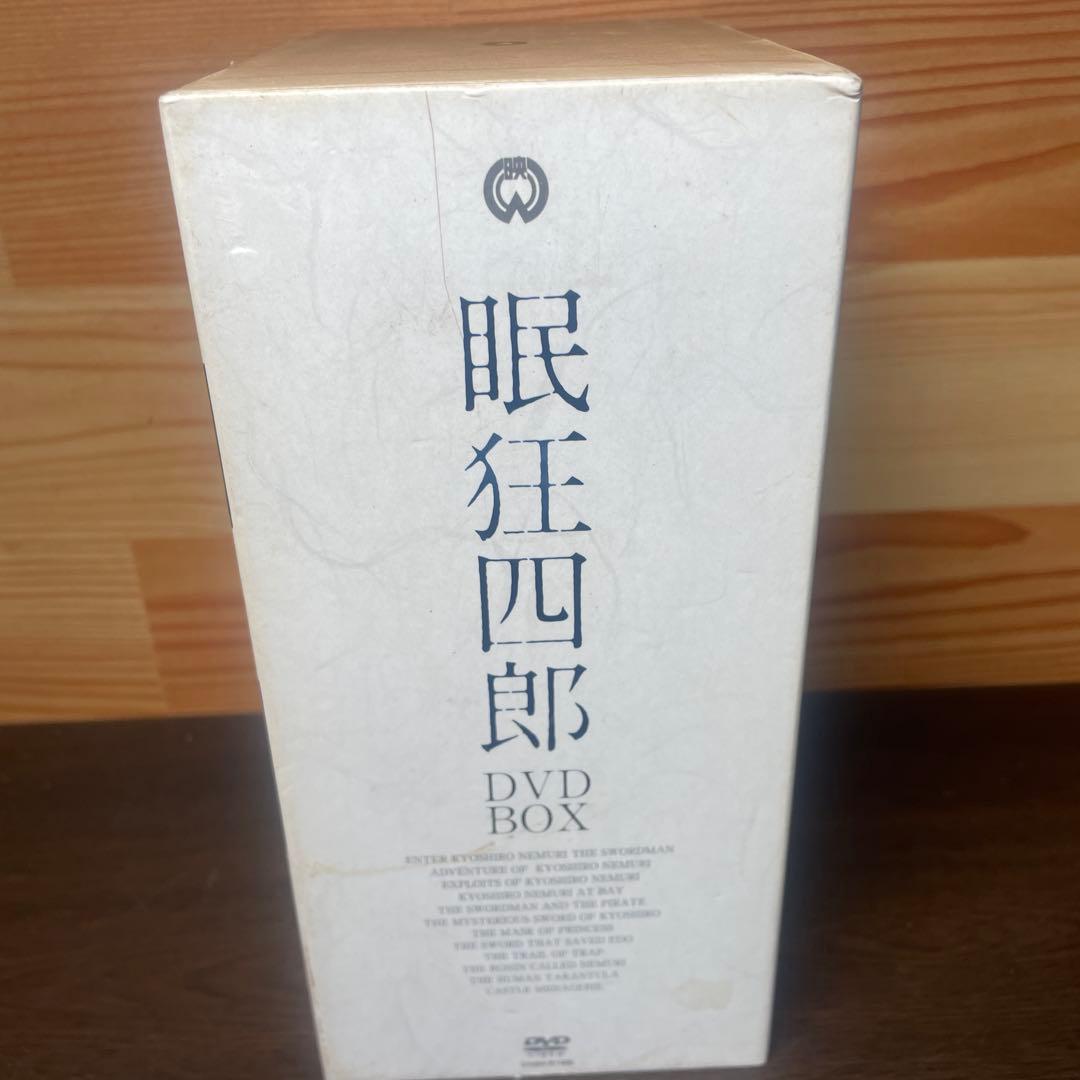 映
眠狂四郎
DVD
BOX
ENTER KYOSHIRO NEMURI THE SWORDMAN
ADVENTURE OF KYOSHIRO NEMURI
EXPLOITS OF KYOSHIRO NEMURI
KYOSHIRO NEMURI AT BAY
THE SWORDMAN AND THE PIRATE
THE MYSTERIOUS SWORD OF KYOSHIRO
THE MASK OF PRINCESS
THE SWORD THAT SAVED EDO
THE TRAIL OF TRAP
THE RONIN CALLED NEMURI
THE HUMAN TARANTULA
CASTLE MENAGERIE
DVD
VIDEO